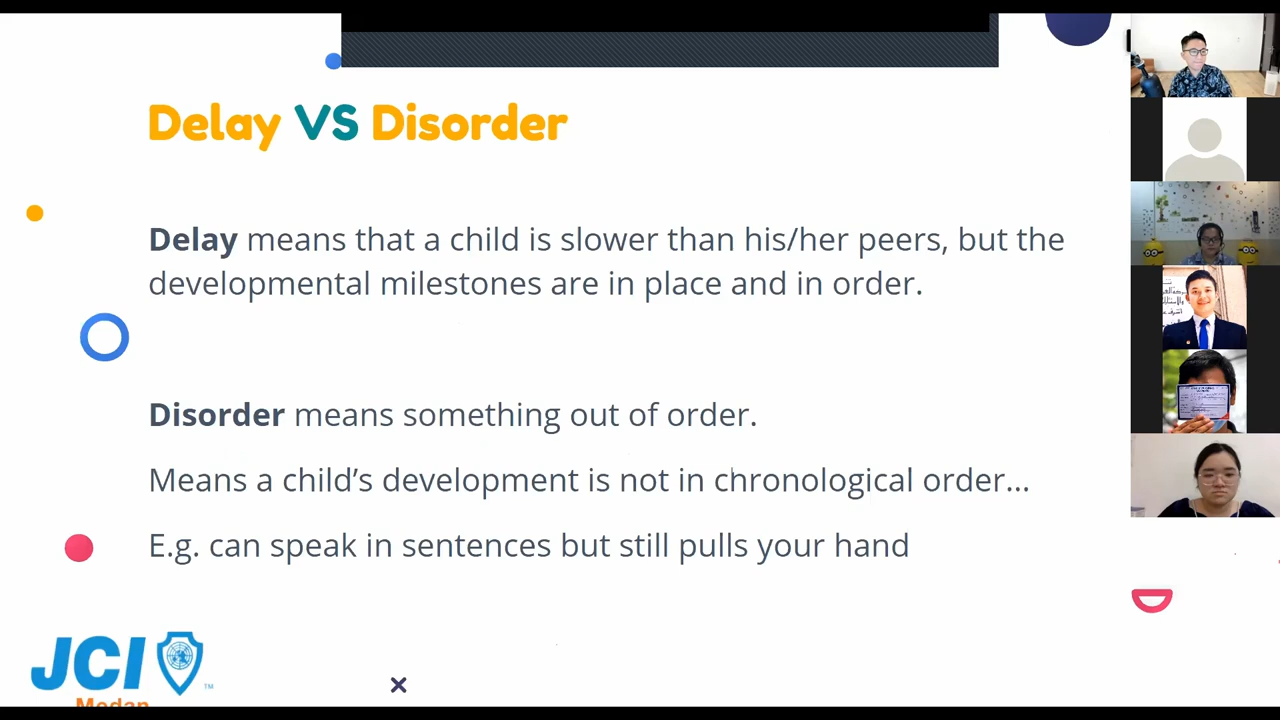 Delay VS Disorder
Delay means that a child is slower than his/her peers, but the
developmental milestones are in place and in order.
Disorder means something out of order.
Means a child’s development is not in chronological order...
E.g. can speak in sentences but still pulls your hand
JCI
TM
Medan